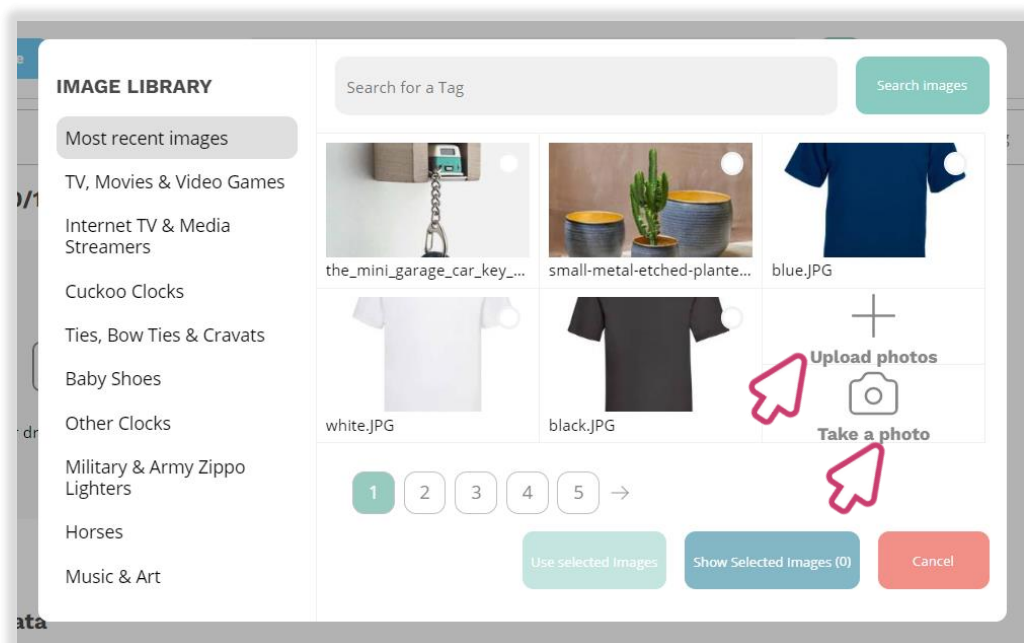 IMAGE LIBRARY
Search for a Tag
Search images
Most recent images
TV, Movies & Video Games
Internet TV & Media
Streamers
Cuckoo Clocks
Ties, Bow Ties & Cravats
Baby Shoes
Other Clocks
Military & Army Zippo
Lighters
Horses
Music & Art
the_mini_garage_car_key_...
small-metal-etched-plante...
blue.JPG
white.JPG
black.JPG
Upload photos
Take a photo
1 2 3 4 5
Use selected Images
Show Selected Images (0)
Cancel